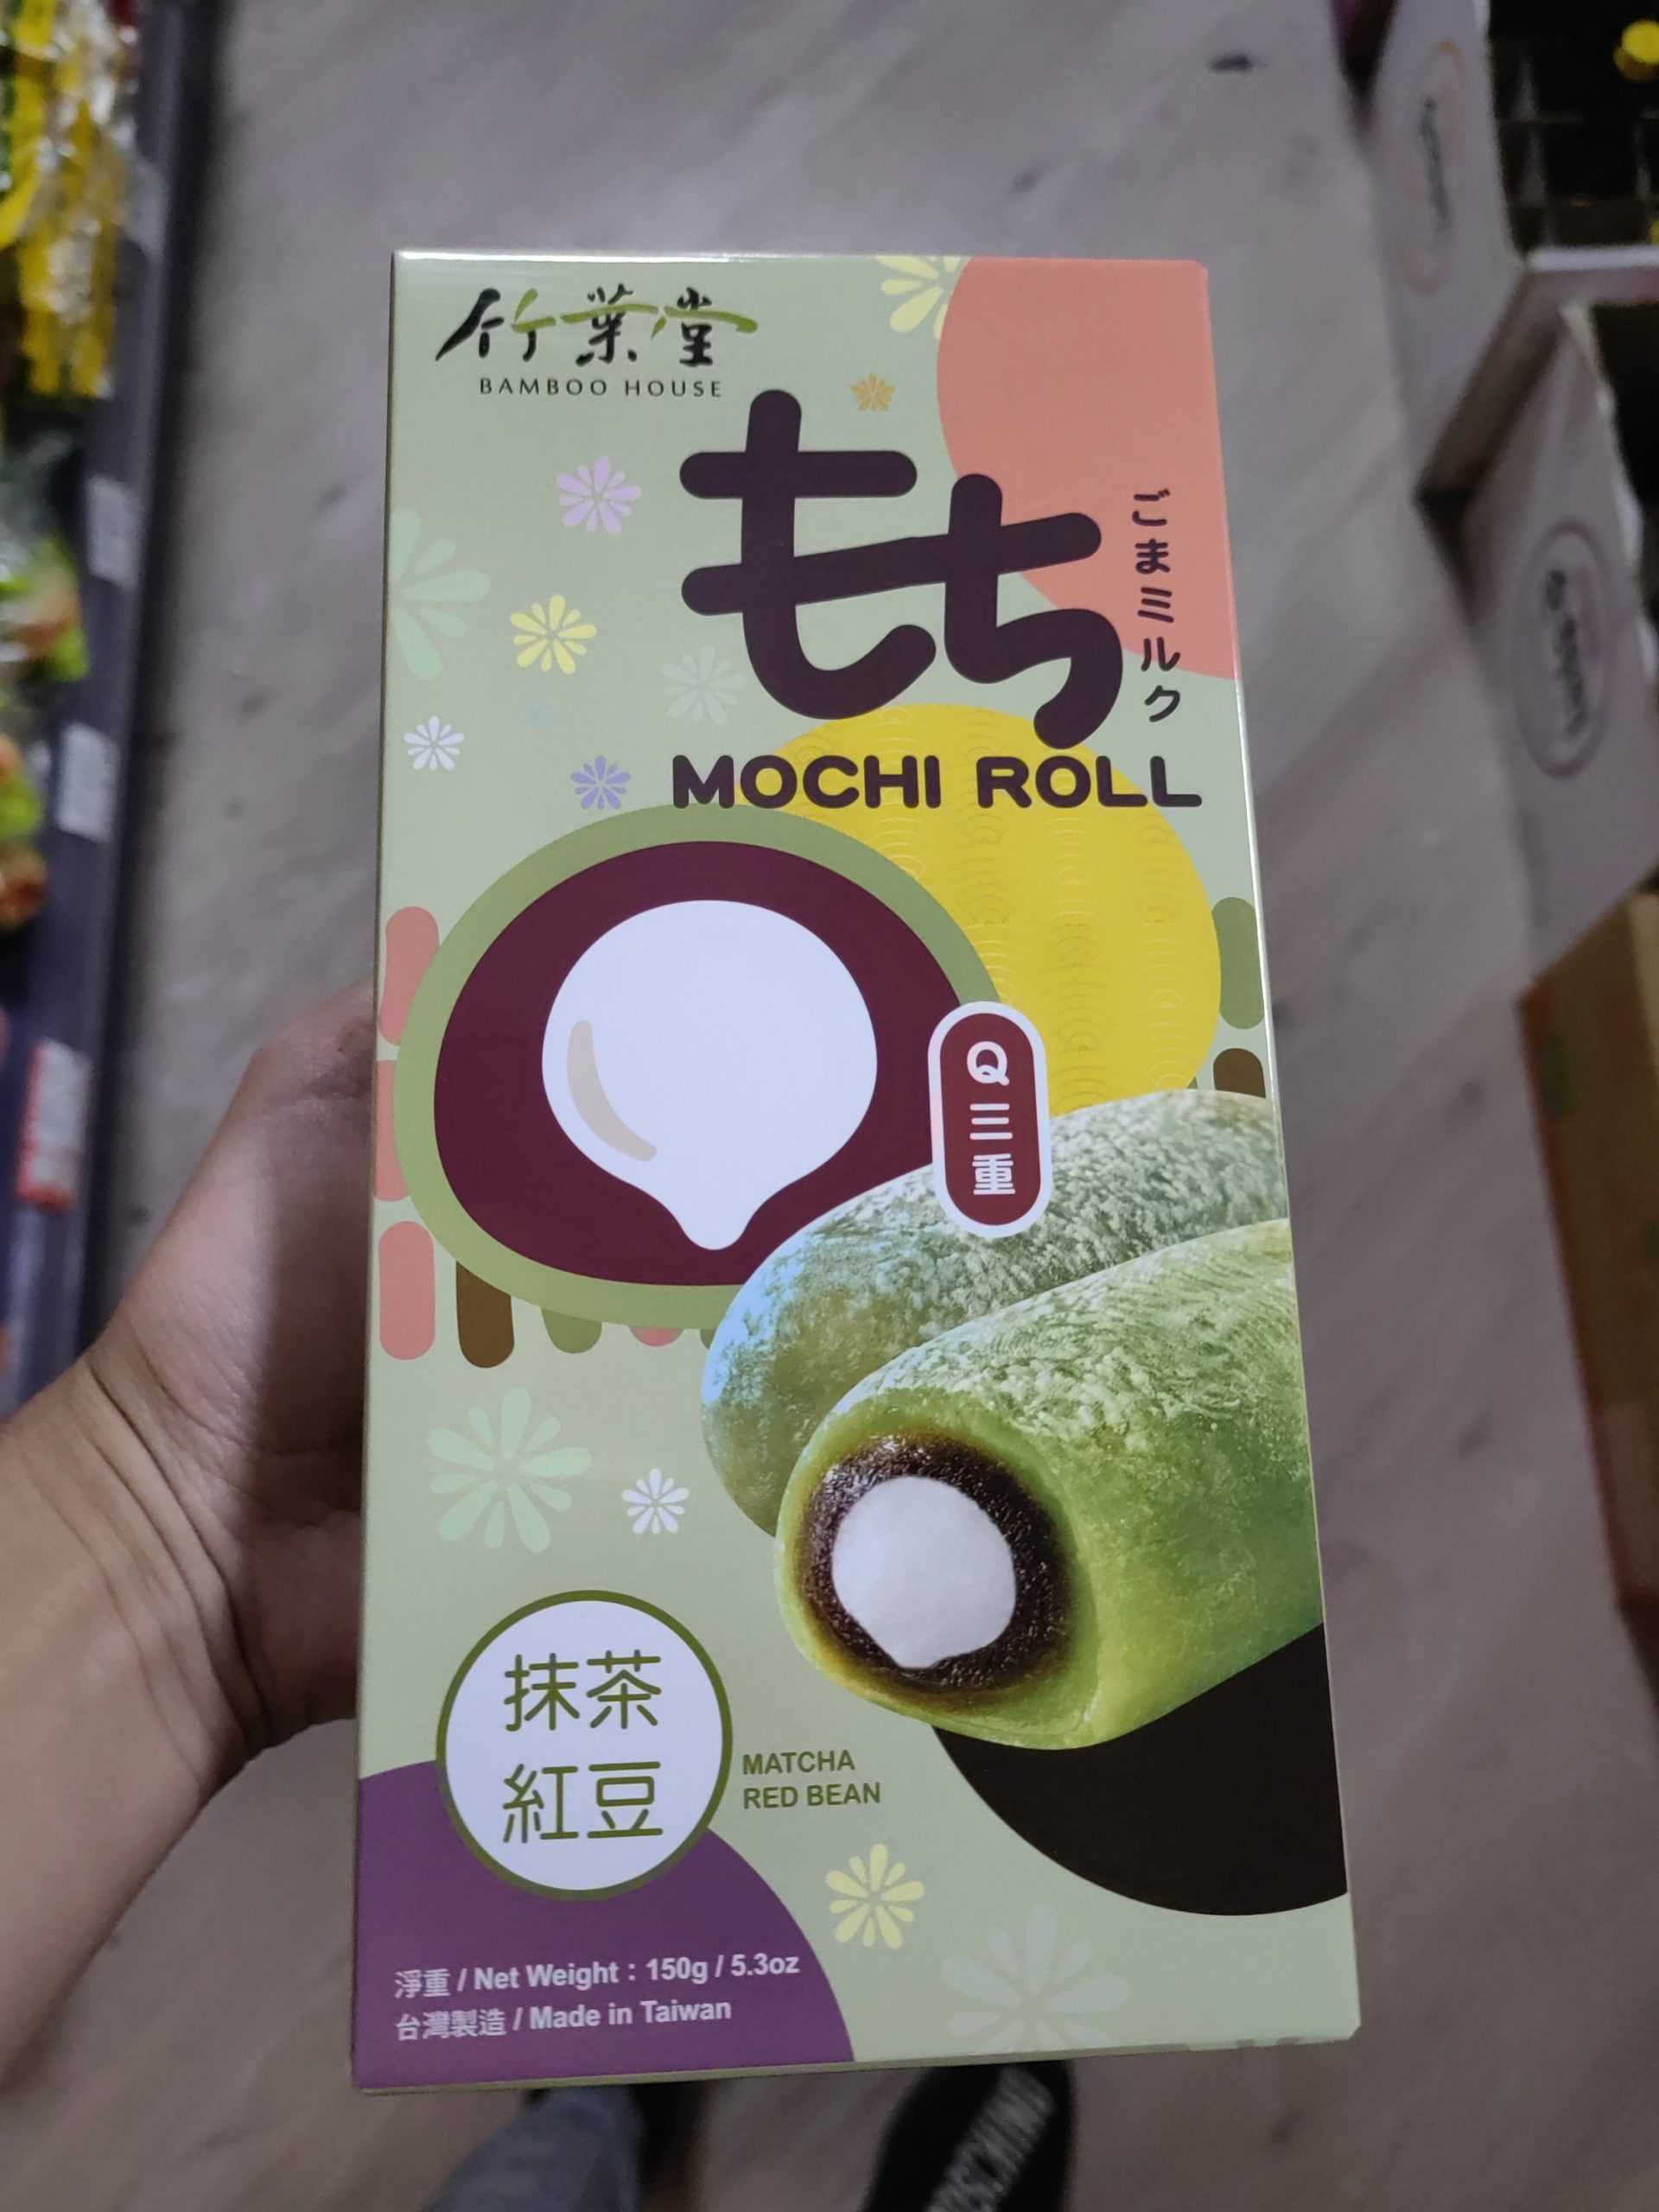 竹葉堂
BAMBOO HOUSE
もち
ごまミルク
MOCHI ROLL
Q三重
抹茶
紅豆
MATCHA
RED BEAN
淨重 / Net Weight：150g / 5.3oz
台灣製造 / Made in Taiwan